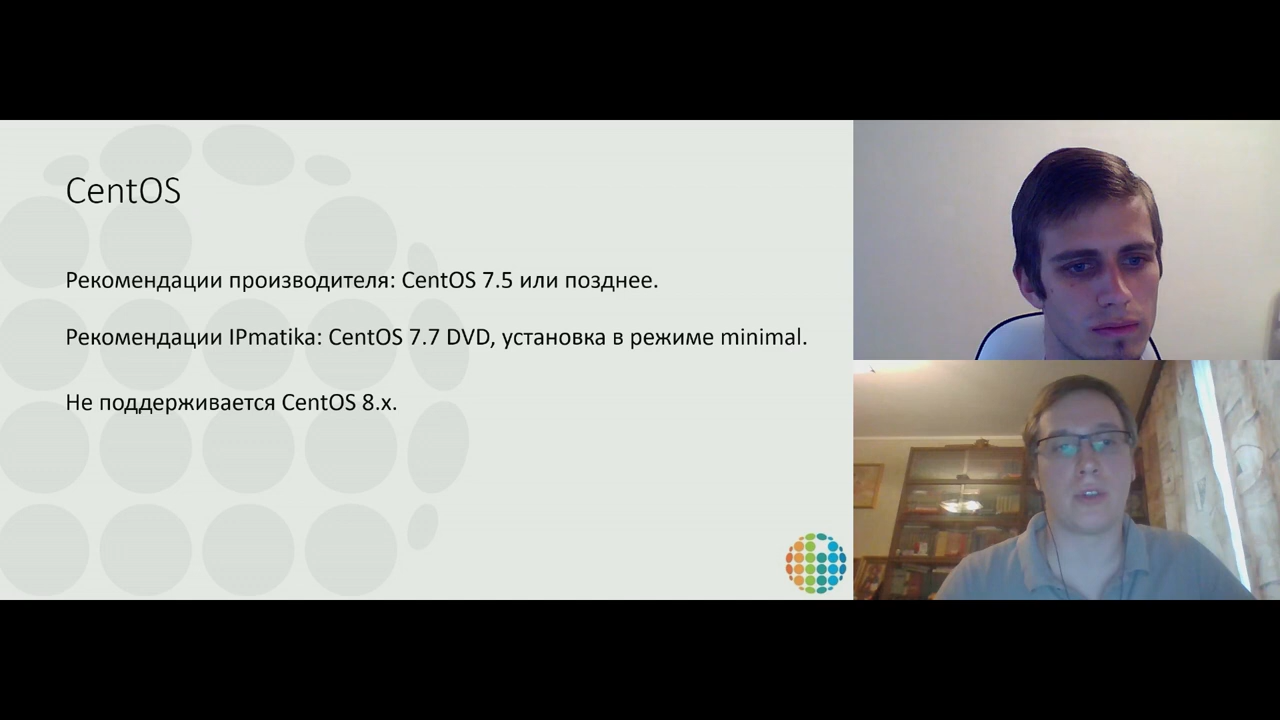 CentOS
Рекомендации производителя: CentOS 7.5 или позднее.
Рекомендации IPmatika: CentOS 7.7 DVD, установка в режиме minimal.
Не поддерживается CentOS 8.x.